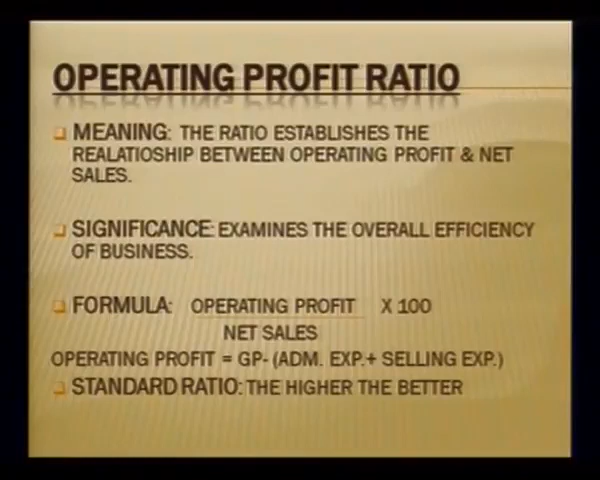 OPERATING PROFIT RATIO
MEANING: THE RATIO ESTABLISHES THE
REALATIOSHIP BETWEEN OPERATING PROFIT & NET
SALES.
SIGNIFICANCE: EXAMINES THE OVERALL EFFICIENCY
OF BUSINESS.
FORMULA: OPERATING PROFIT X 100
NET SALES
OPERATING PROFIT = GP- (ADM. EXP.+ SELLING EXP.)
STANDARD RATIO: THE HIGHER THE BETTER